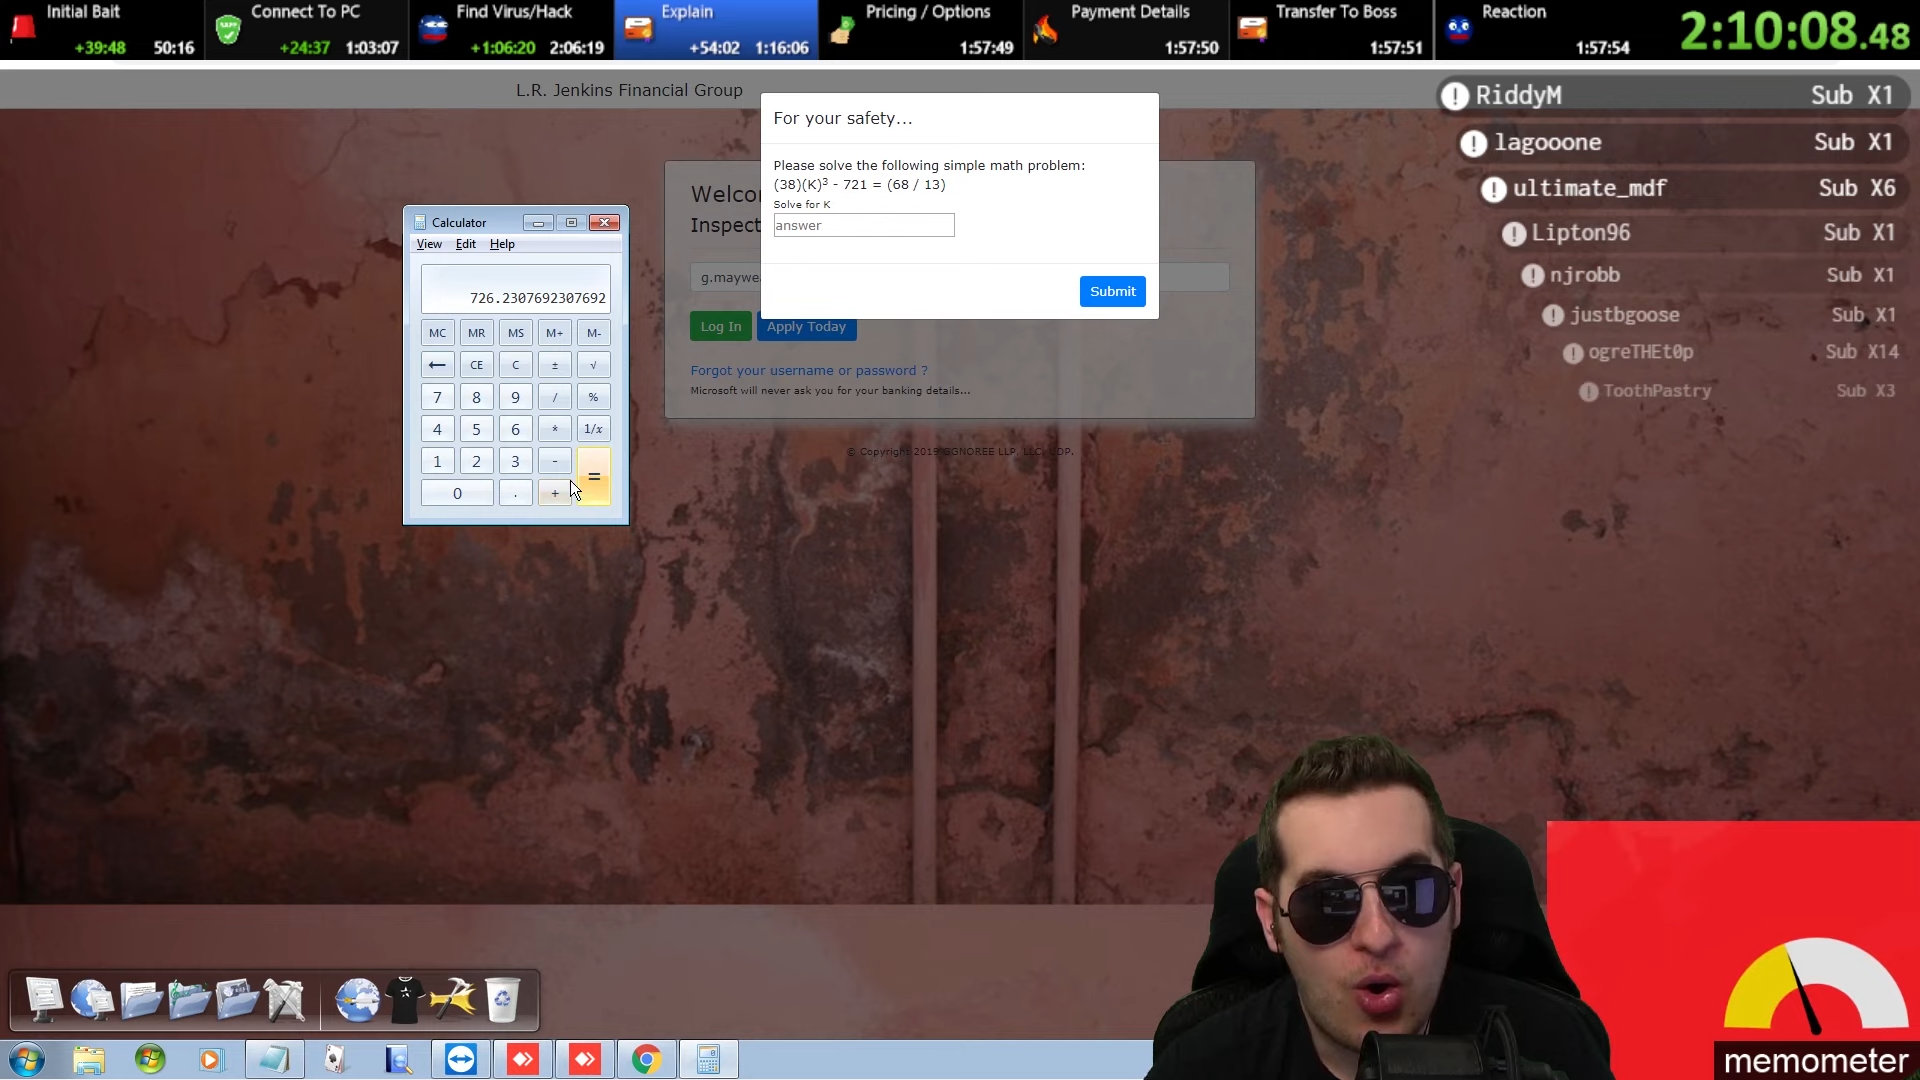 Initial Bait
+39:48 50:16
Connect To PC
+24:37 1:03:07
Find Virus/Hack
+1:06:20 2:06:19
Explain
+54:02 1:16:06
Pricing / Options
1:57:49
Payment Details
1:57:50
Transfer To Boss
1:57:51
Reaction
1:57:54
2:10:08.48
L.R. Jenkins Financial Group
For your safety...
Please solve the following simple math problem:
(38)(K)³ - 721 = (68 / 13)
Solve for K
answer
Submit
Welco
Inspect
g.maywe
Log In Apply Today
Forgot your username or password ?
Microsoft will never ask you for your banking details...
© Copyright 2019 EGNOREE LLP, LLC, UDP.
Calculator
View Edit Help
726.2307692307692
MC MR MS M+ M-
← CE C ± √
7 8 9 / %
4 5 6 * 1/x
1 2 3 - =
0 . +
RiddyM Sub X1
lagooone Sub X1
ultimate_mdf Sub X6
Lipton96 Sub X1
njrobb Sub X1
justbgoose Sub X1
ogreTHEt0p Sub X14
ToothPastry Sub X3
memometer